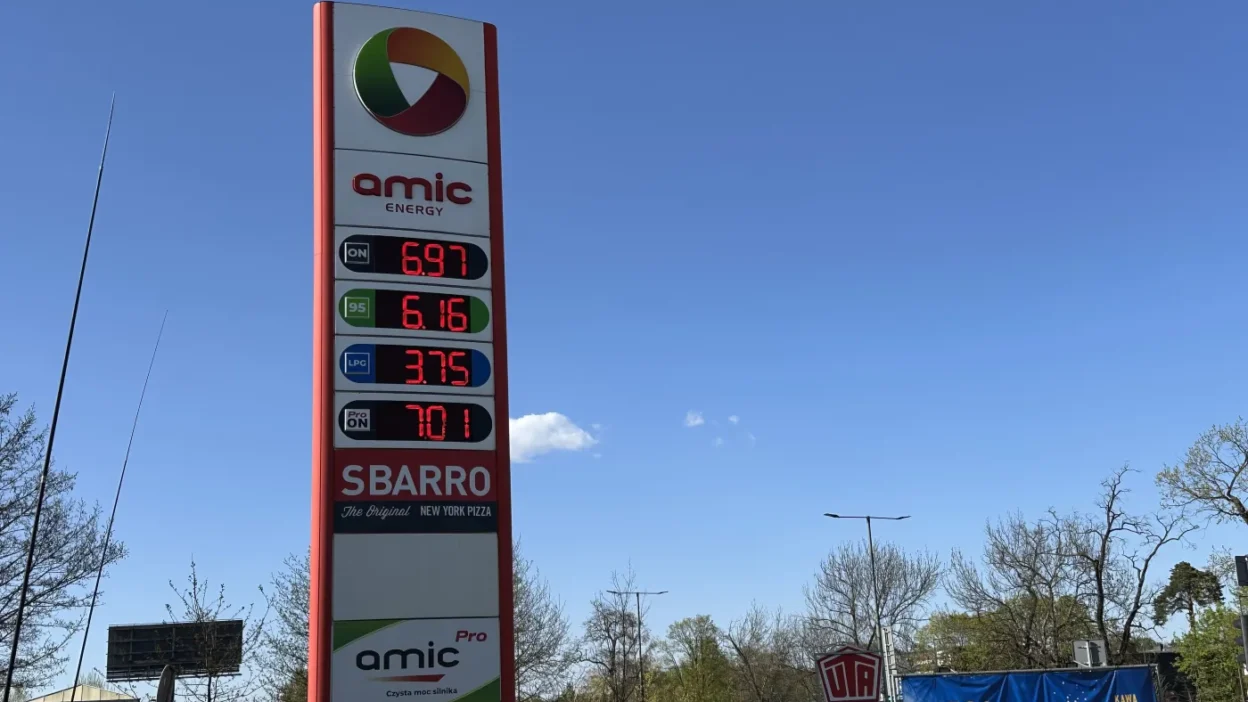 amic
ENERGY
ON 6.97
95 6.16
LPG 3.75
Pro ON 7.01
SBARRO
The Original NEW YORK PIZZA
amic Pro
Czysta moc silnika
UTA
KAWA